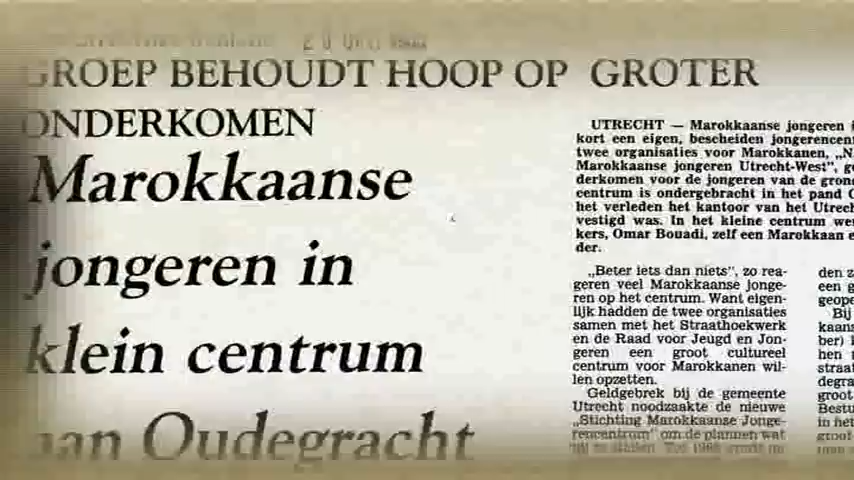 GROEP BEHOUDT HOOP OP GROTER
ONDERKOMEN
Marokkaanse
jongeren in
klein centrum
aan Oudegracht
UTRECHT — Marokkaanse jongeren
kort een eigen, bescheiden jongerencen
twee organisaties voor Marokkanen, „N
Marokkaanse jongeren Utrecht-West”, g
derkomen voor de jongeren van de gron
centrum is ondergebracht in het pand
het verleden het kantoor van het Utrech
vestigd was. In het kleine centrum we
kers, Omar Bouadi, zelf een Marokkaan e
der.
„Beter iets dan niets”, zo rea-
geren veel Marokkaanse jonge-
ren op het centrum. Want eigen-
lijk hadden de twee organisaties
samen met het Straathoekwerk
en de Raad voor Jeugd en Jon-
geren een groot cultureel
centrum voor Marokkanen wil-
len opzetten.
Geldgebrek bij de gemeente
Utrecht noodzaakte de nieuwe
„Stichting Marokkaanse Jonge-
rencentrum” om de plannen wat
den z
een g
geope
Bij
kaans
ber)
hen
straat
degra
groot
Bestu
in het
groot